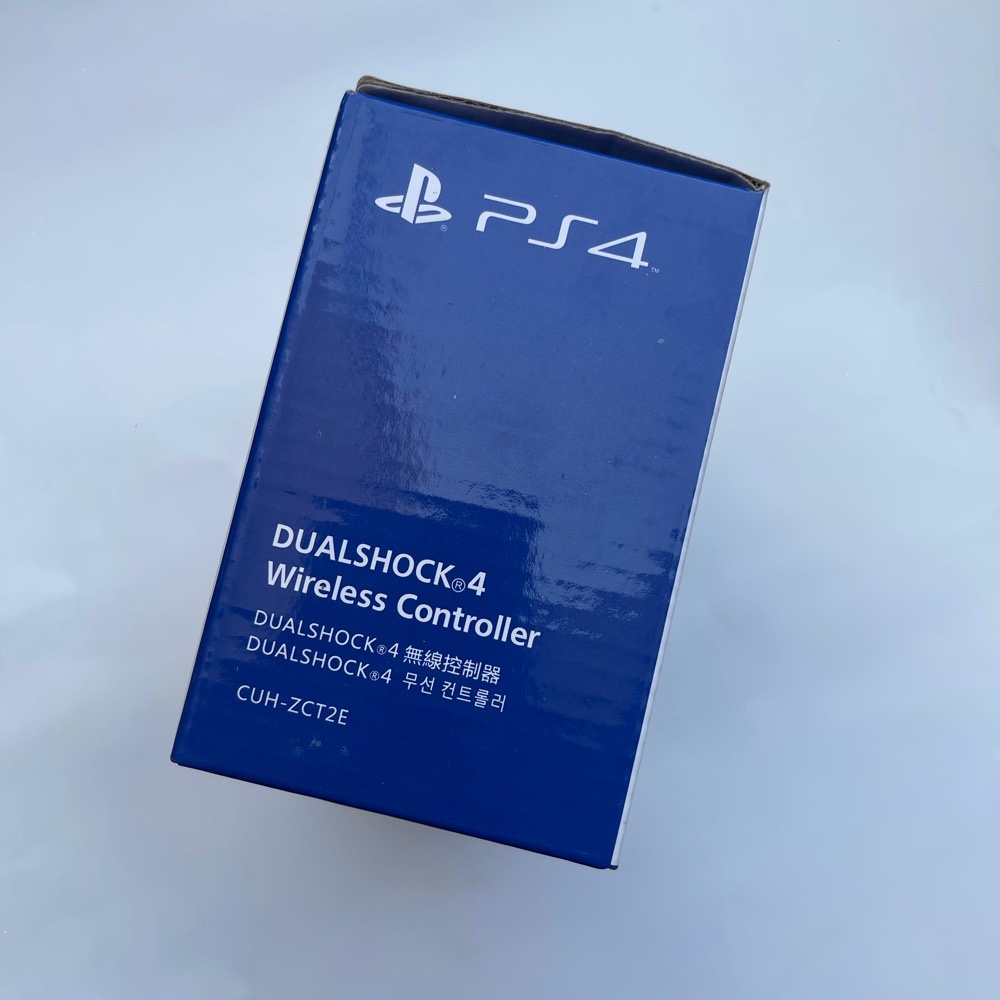 PS4™
DUALSHOCK®4
Wireless Controller
DUALSHOCK®4 無線控制器
DUALSHOCK®4 무선 컨트롤러
CUH-ZCT2E